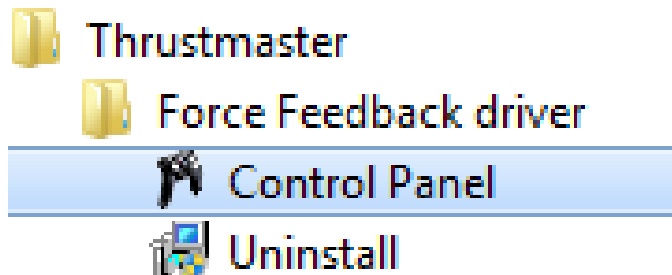 Thrustmaster
Force Feedback driver
Control Panel
Uninstall